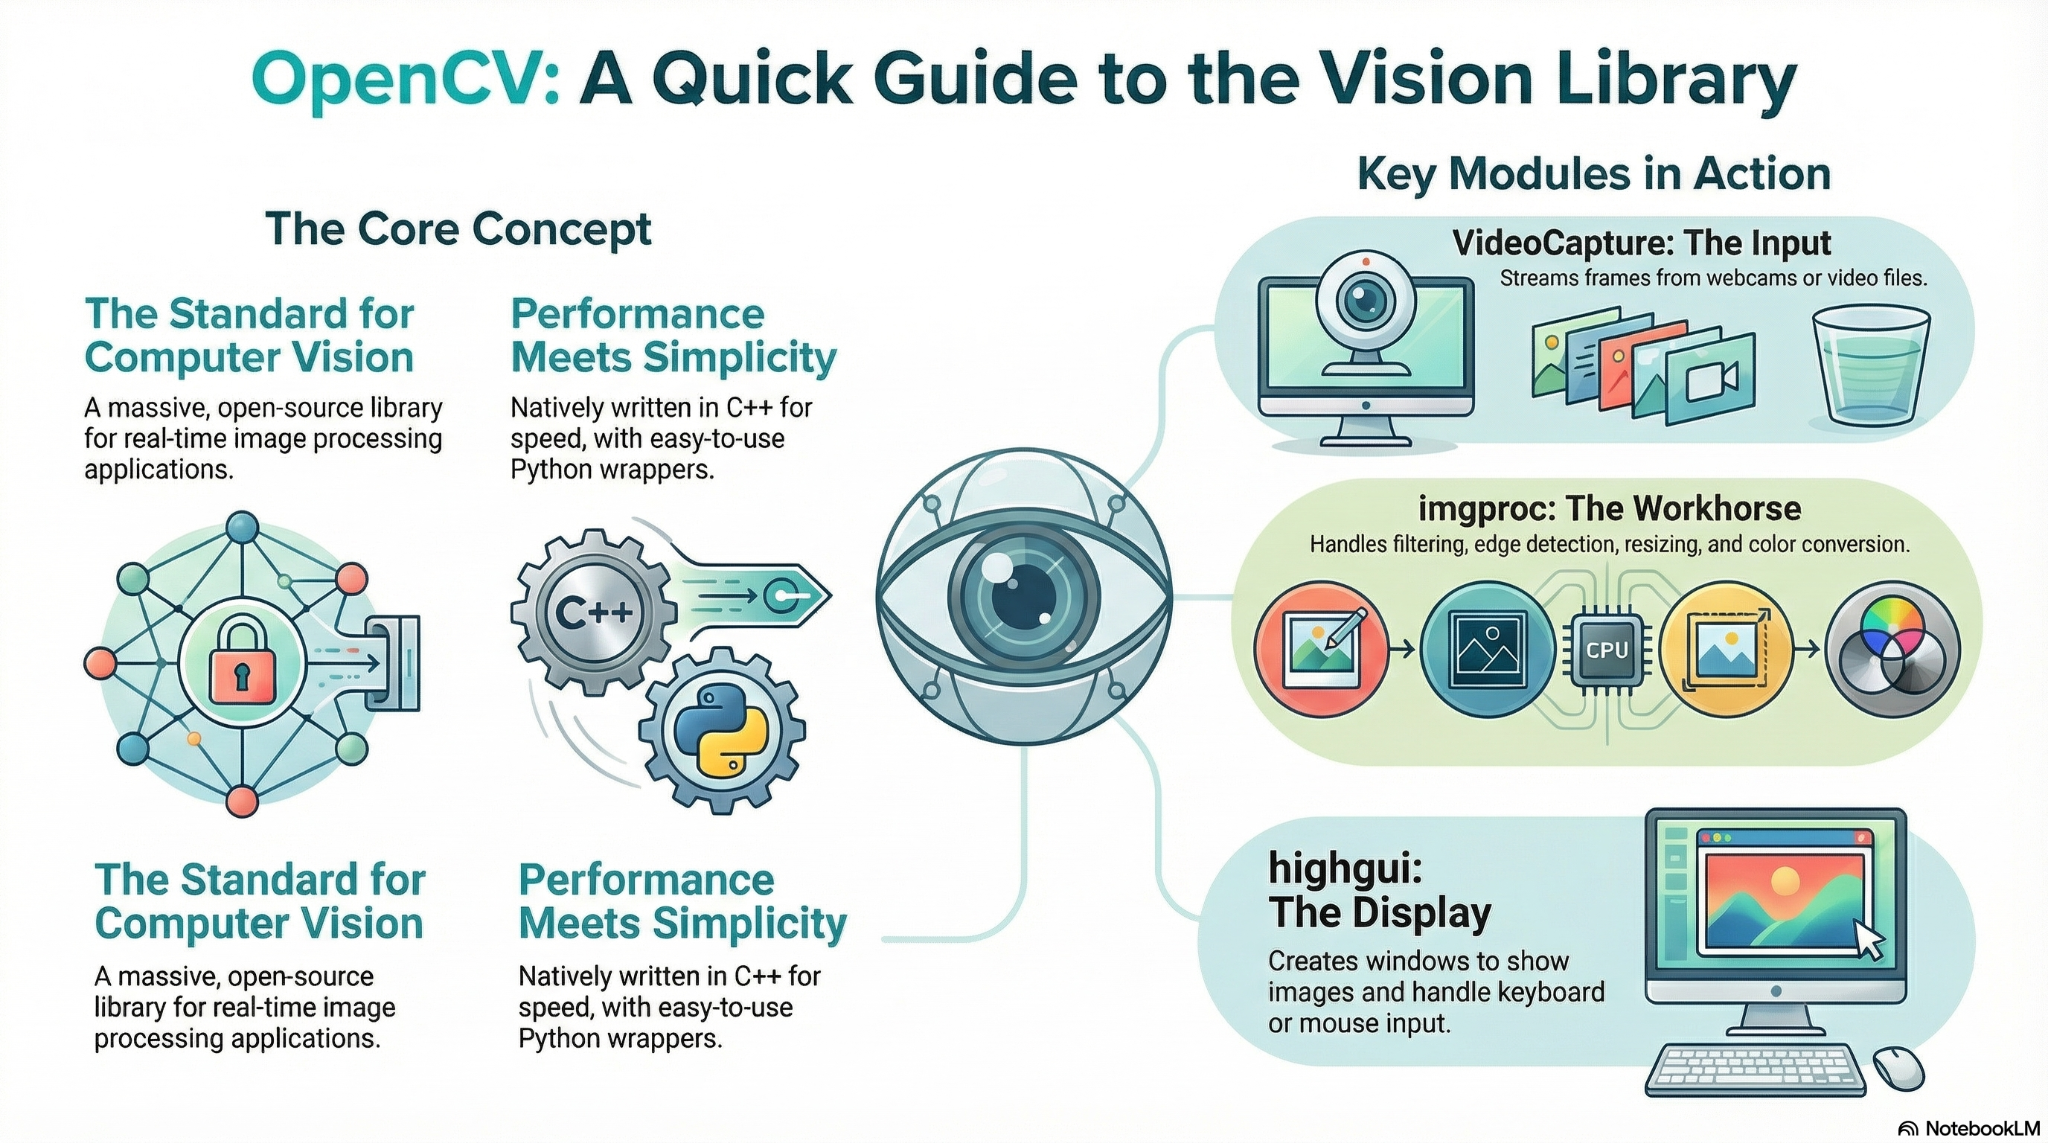 OpenCV: A Quick Guide to the Vision Library
The Core Concept
The Standard for
Computer Vision
A massive, open-source library
for real-time image processing
applications.
Performance
Meets Simplicity
Natively written in C++ for
speed, with easy-to-use
Python wrappers.
C++
The Standard for
Computer Vision
A massive, open-source
library for real-time image
processing applications.
Performance
Meets Simplicity
Natively written in C++ for
speed, with easy-to-use
Python wrappers.
Key Modules in Action
VideoCapture: The Input
Streams frames from webcams or video files.
imgproc: The Workhorse
Handles filtering, edge detection, resizing, and color conversion.
CPU
highgui:
The Display
Creates windows to show
images and handle keyboard
or mouse input.
NotebookLM